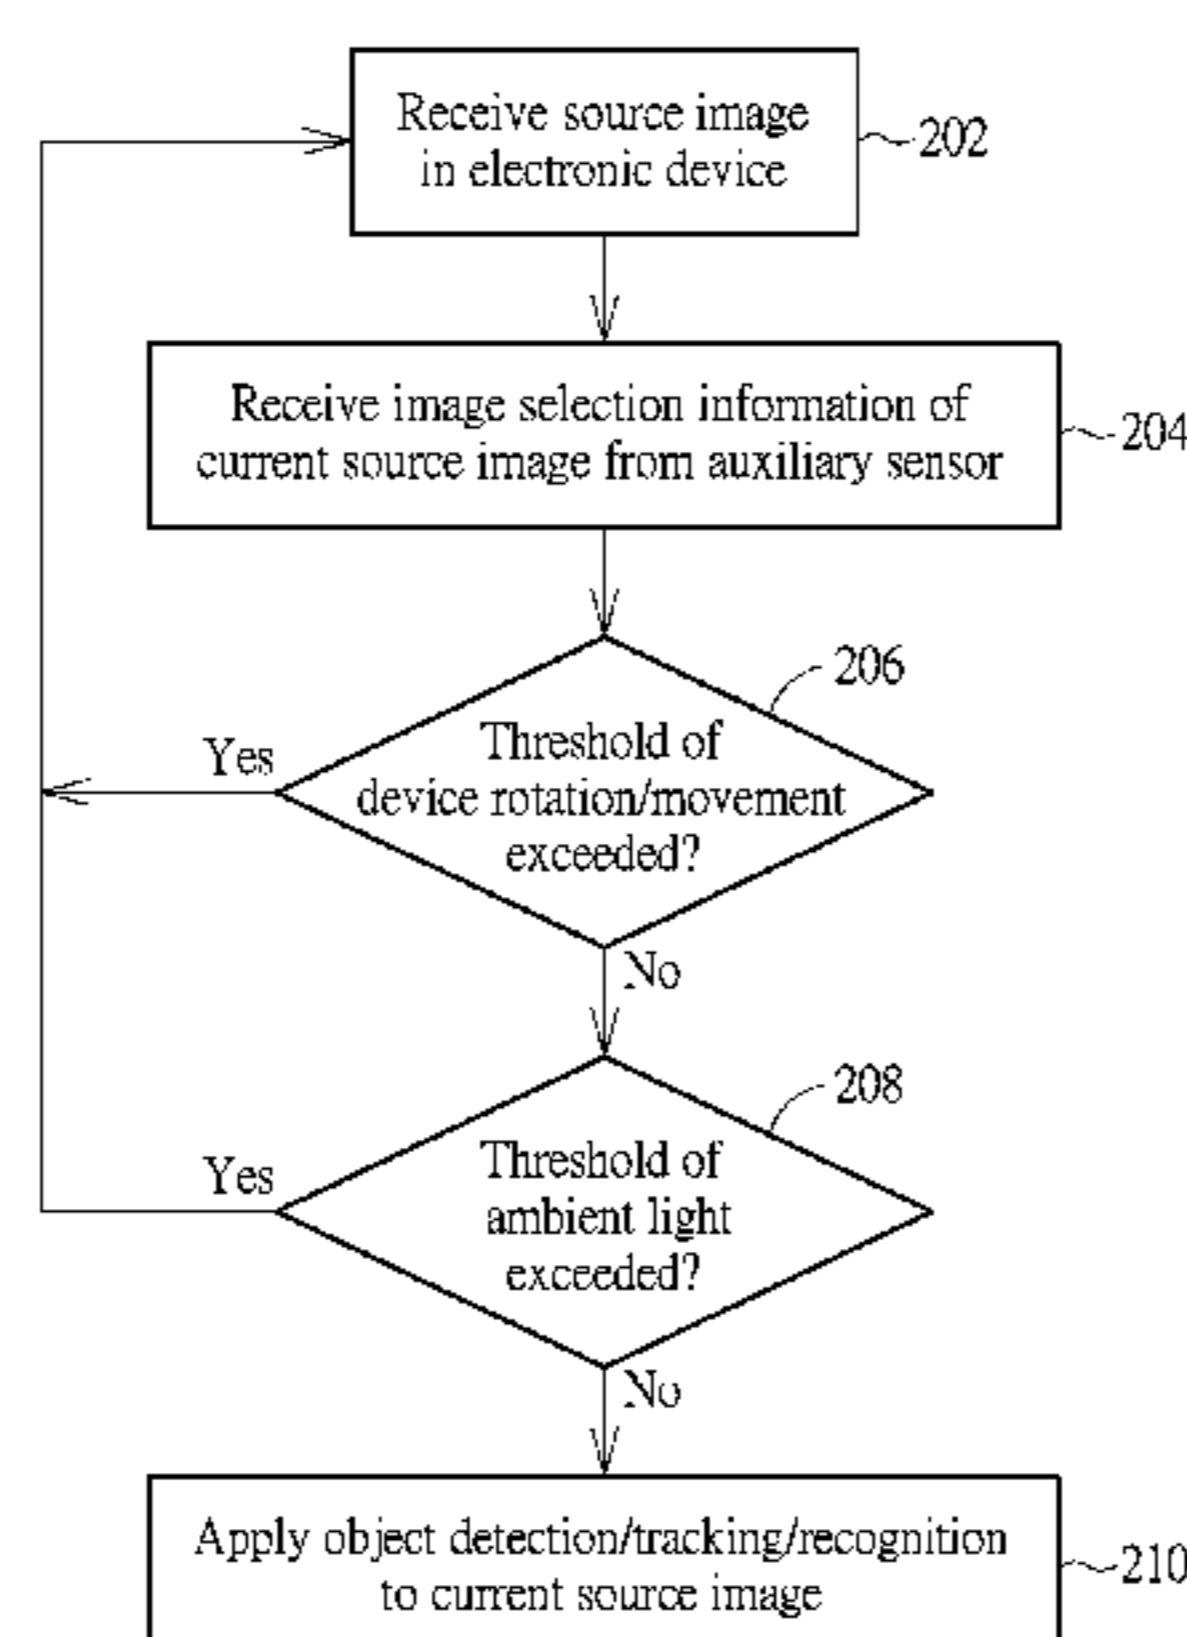 Receive source image
in electronic device
202
Receive image selection information of
current source image from auxiliary sensor
204
206
Threshold of
device rotation/movement
exceeded?
Yes
No
208
Threshold of
ambient light
exceeded?
Yes
No
Apply object detection/tracking/recognition
to current source image
210